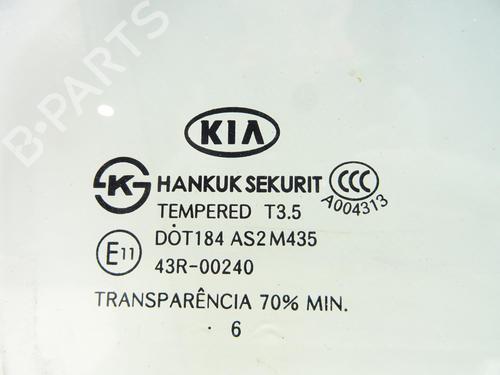 B-PARTS
KIA
KS HANKUK SEKURIT CCC
A004313
TEMPERED T3.5
DOT184 AS2 M435
E11 43R-00240
TRANSPARÊNCIA 70% MIN.
. 6